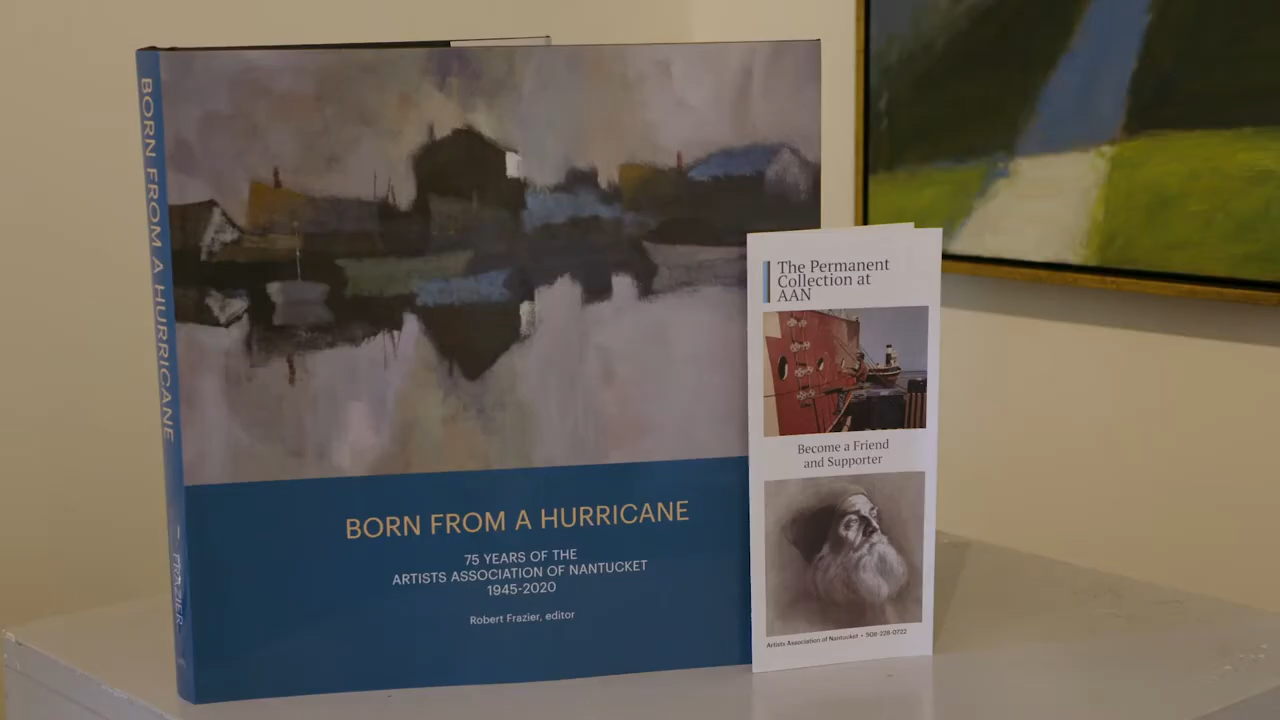 BORN FROM A HURRICANE
FRAZIER
BORN FROM A HURRICANE
75 YEARS OF THE
ARTISTS ASSOCIATION OF NANTUCKET
1945-2020
Robert Frazier, editor
The Permanent
Collection at
AAN
Become a Friend
and Supporter
Artists Association of Nantucket • 508-228-0722